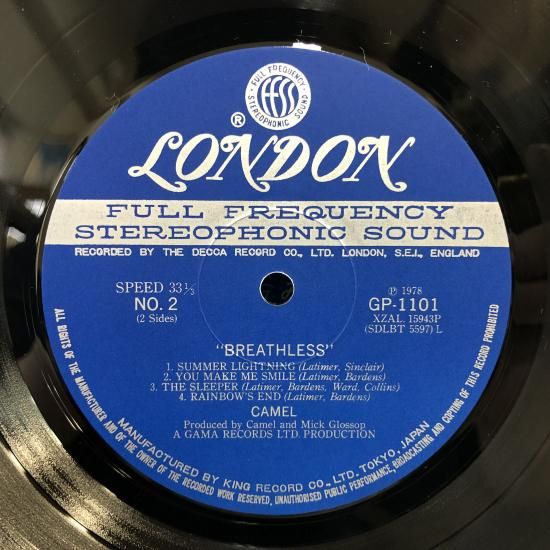 FULL FREQUENCY
ffss
STEREOPHONIC SOUND
®
LONDON
FULL FREQUENCY
STEREOPHONIC SOUND
RECORDED BY THE DECCA RECORD CO., LTD. LONDON, S.E.I., ENGLAND
SPEED 33⅓
NO. 2
(2 Sides)
Ⓟ 1978
GP-1101
XZAL 15943P
(SDLBT 5597) L
"BREATHLESS"
1. SUMMER LIGHTNING (Latimer, Sinclair)
2. YOU MAKE ME SMILE (Latimer, Bardens)
3. THE SLEEPER (Latimer, Bardens, Ward, Collins)
4. RAINBOW'S END (Latimer, Bardens)
CAMEL
Produced by Camel and Mick Glossop
A GAMA RECORDS LTD. PRODUCTION
MANUFACTURED BY KING RECORD CO., LTD. TOKYO, JAPAN
ALL RIGHTS OF THE MANUFACTURER AND OF THE OWNER OF THE RECORDED WORK RESERVED, UNAUTHORISED PUBLIC PERFORMANCE, BROADCASTING AND COPYING OF THIS RECORD PROHIBITED